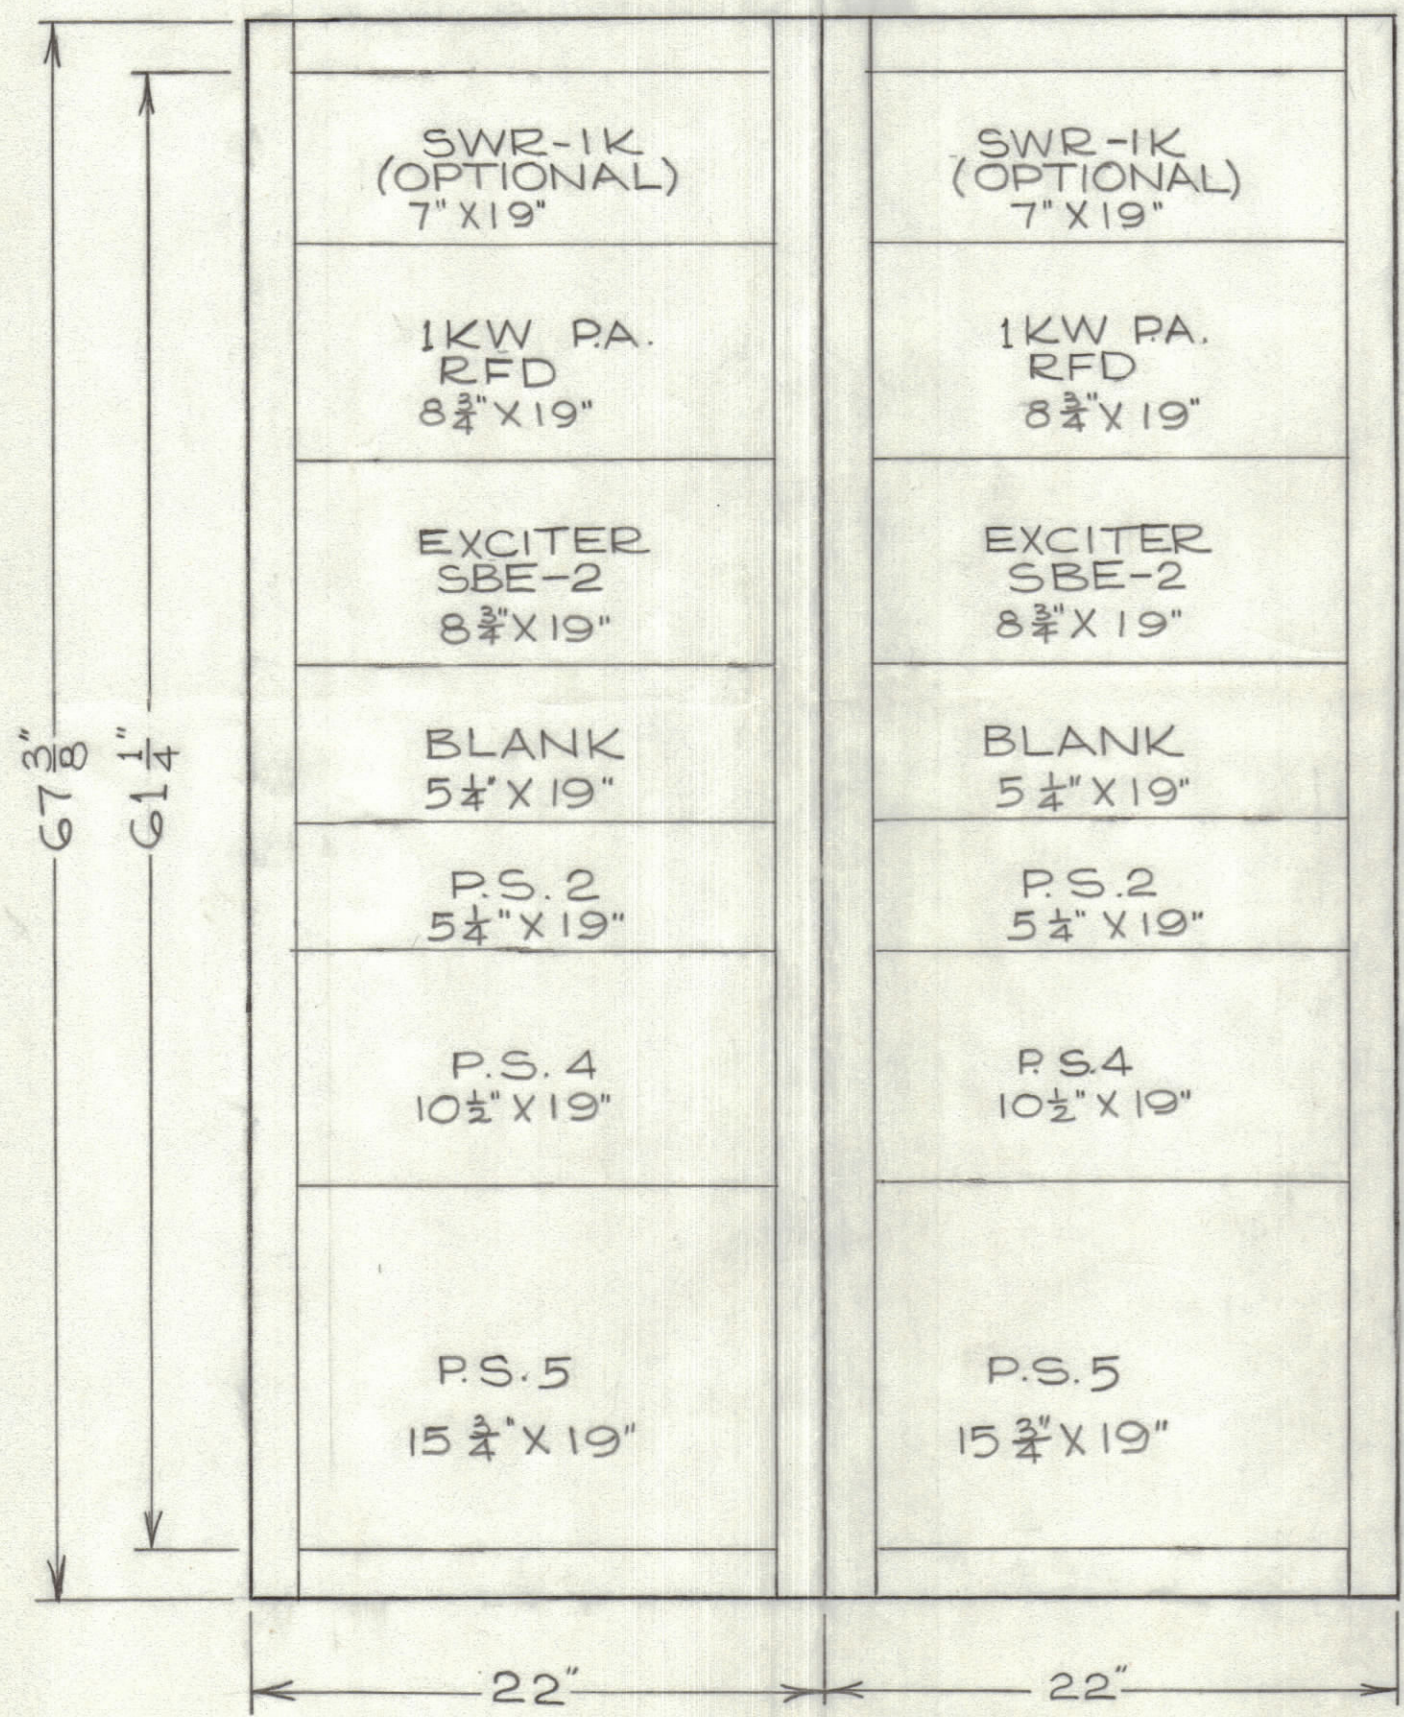 SWR-1K
(OPTIONAL)
7" X 19"
1KW P.A.
RFD
8 3/4" X 19"
EXCITER
SBE-2
8 3/4" X 19"
BLANK
5 1/4" X 19"
P.S. 2
5 1/4" X 19"
P.S. 4
10 1/2" X 19"
P.S. 5
15 3/4" X 19"
SWR-1K
(OPTIONAL)
7" X 19"
1KW P.A.
RFD
8 3/4" X 19"
EXCITER
SBE-2
8 3/4" X 19"
BLANK
5 1/4" X 19"
P.S. 2
5 1/4" X 19"
P.S.4
10 1/2" X 19"
P.S. 5
15 3/4" X 19"
67 3/8"
61 1/4"
22"
22"